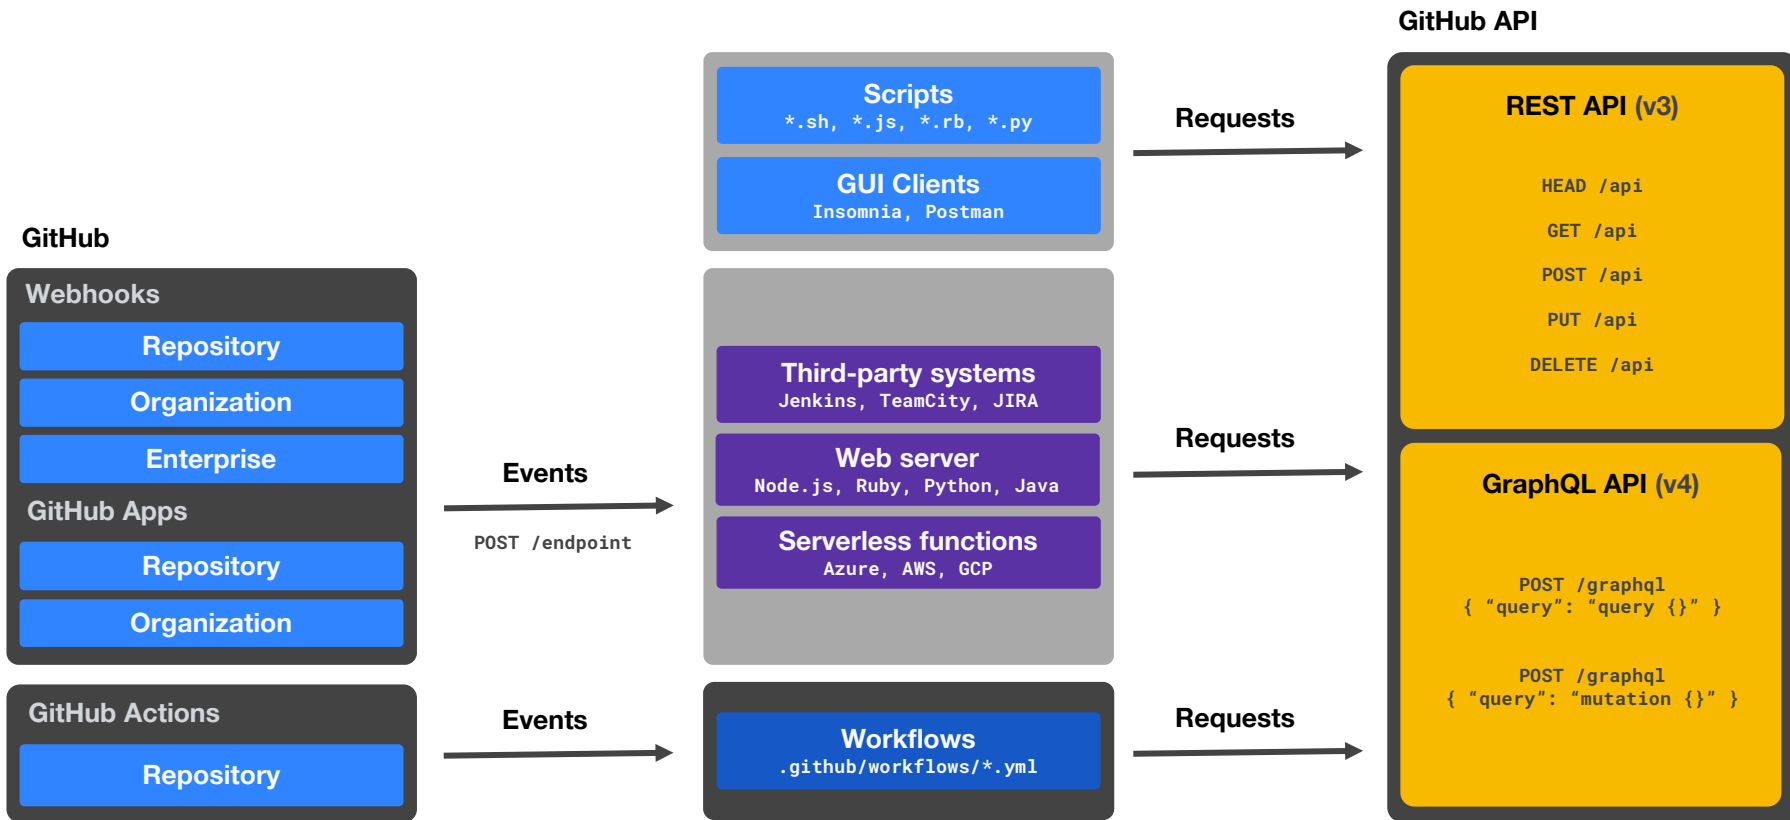 GitHub
Webhooks
Repository
Organization
Enterprise
GitHub Apps
Repository
Organization
GitHub Actions
Repository
Events
POST /endpoint
Events
Scripts
*.sh, *.js, *.rb, *.py
GUI Clients
Insomnia, Postman
Third-party systems
Jenkins, TeamCity, JIRA
Web server
Node.js, Ruby, Python, Java
Serverless functions
Azure, AWS, GCP
Workflows
.github/workflows/*.yml
Requests
Requests
Requests
GitHub API
REST API (v3)
HEAD /api
GET /api
POST /api
PUT /api
DELETE /api
GraphQL API (v4)
POST /graphql
{ “query”: “query {}” }
POST /graphql
{ “query”: “mutation {}” }